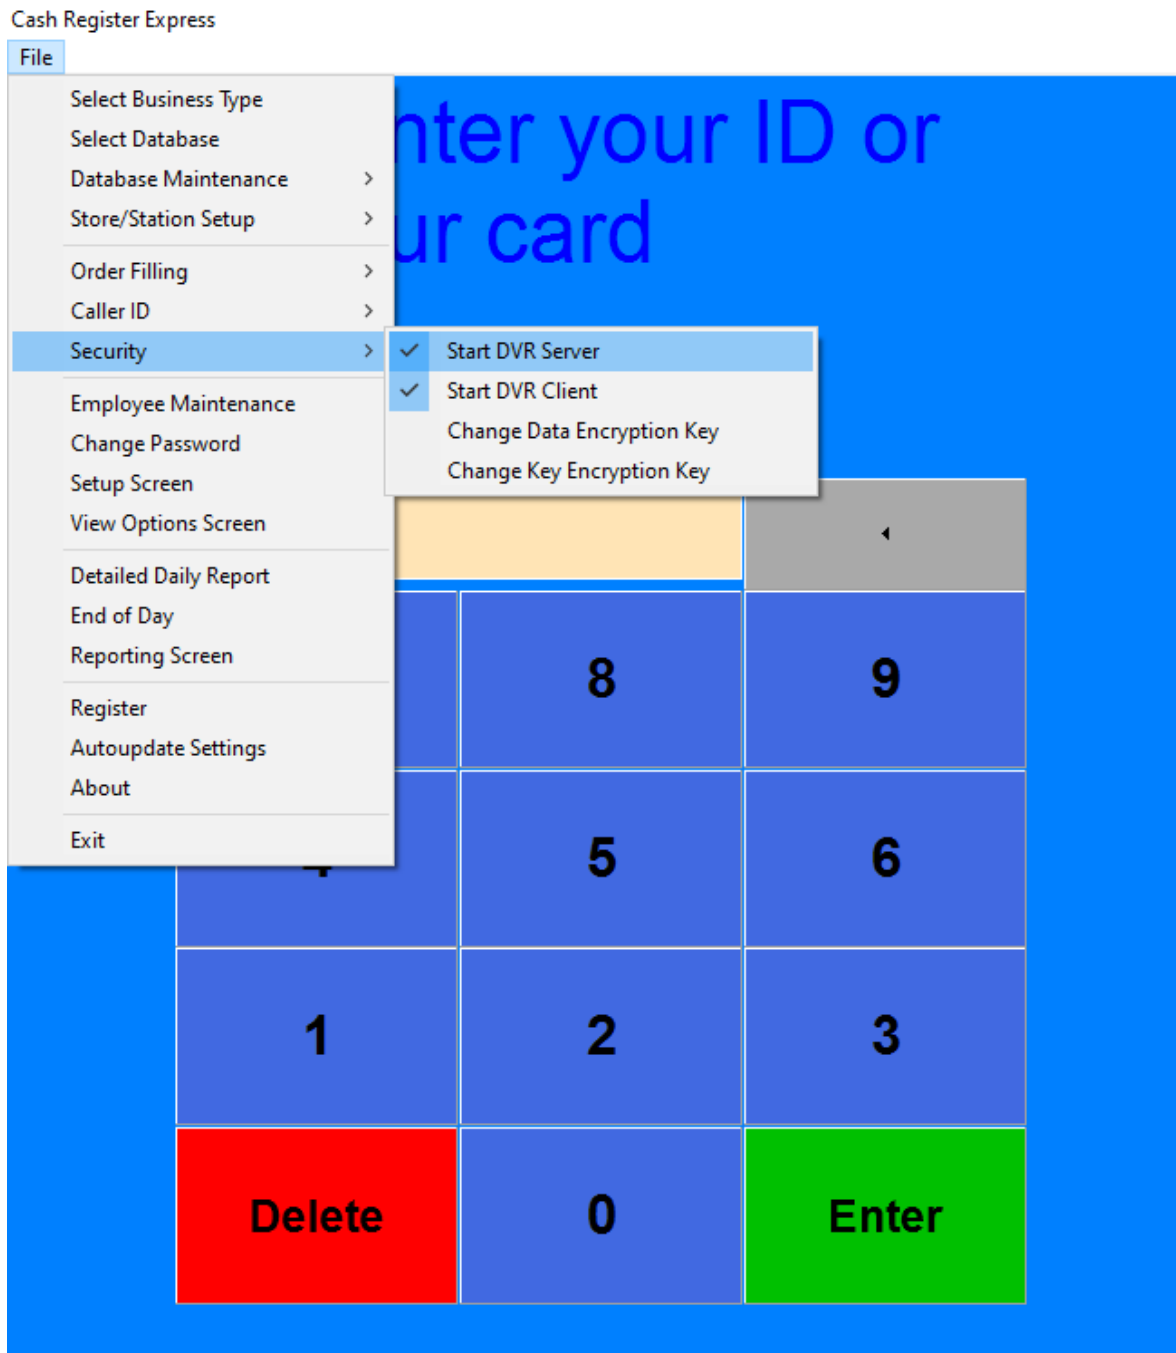 Cash Register Express
File
nter your ID or
ur card
Select Business Type
Select Database
Database Maintenance
Store/Station Setup
Order Filling
Caller ID
Security
Employee Maintenance
Change Password
Setup Screen
View Options Screen
Detailed Daily Report
End of Day
Reporting Screen
Register
Autoupdate Settings
About
Exit
Start DVR Server
Start DVR Client
Change Data Encryption Key
Change Key Encryption Key
8 9
4 5 6
1 2 3
Delete 0 Enter